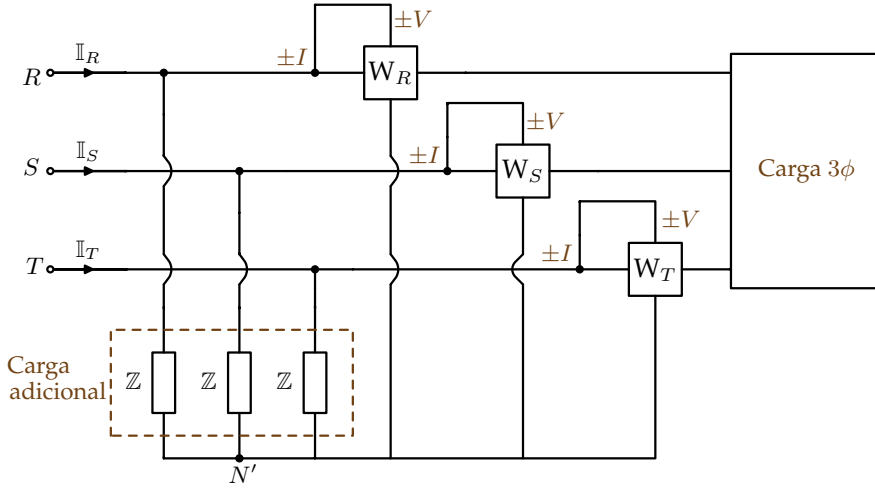 ±V
𝕀_R
R
±I
W_R
±V
𝕀_S
S
±I
W_S
Carga 3ϕ
±V
𝕀_T
T
±I
W_T
Carga
adicional
ℤ
ℤ
ℤ
N′